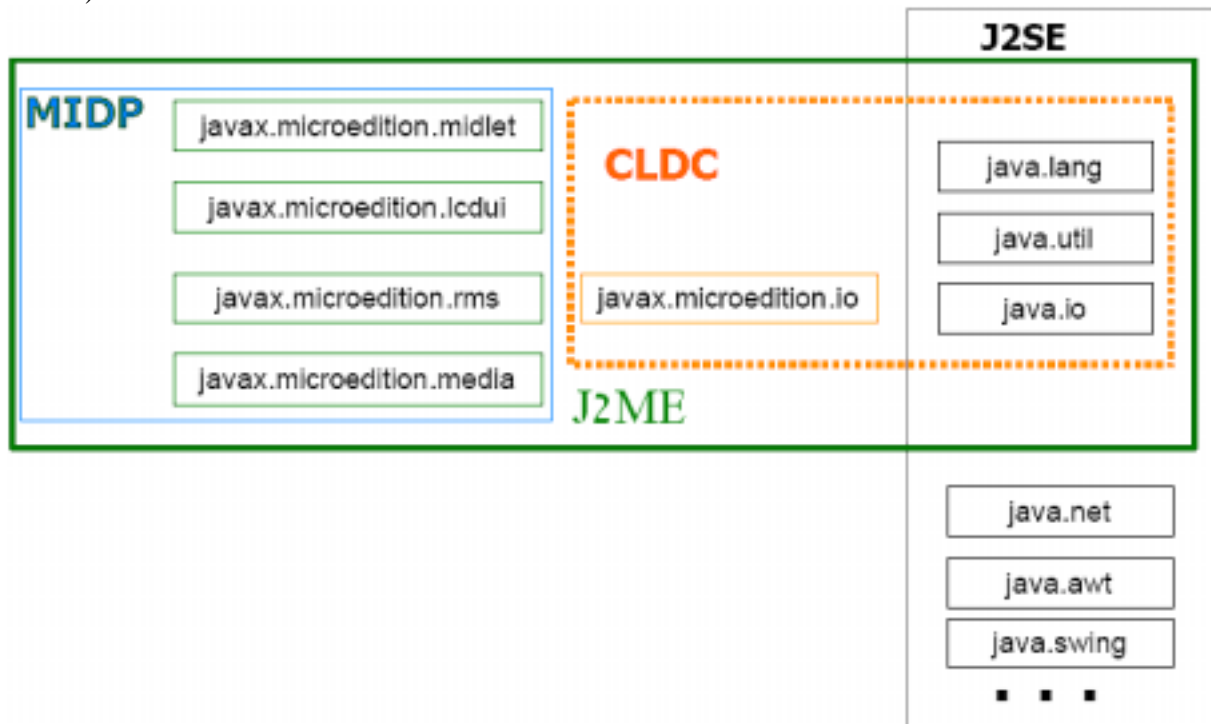 )
J2SE
MIDP
javax.microedition.midlet
javax.microedition.lcdui
javax.microedition.rms
javax.microedition.media
CLDC
javax.microedition.io
java.lang
java.util
java.io
J2ME
java.net
java.awt
java.swing
. . .